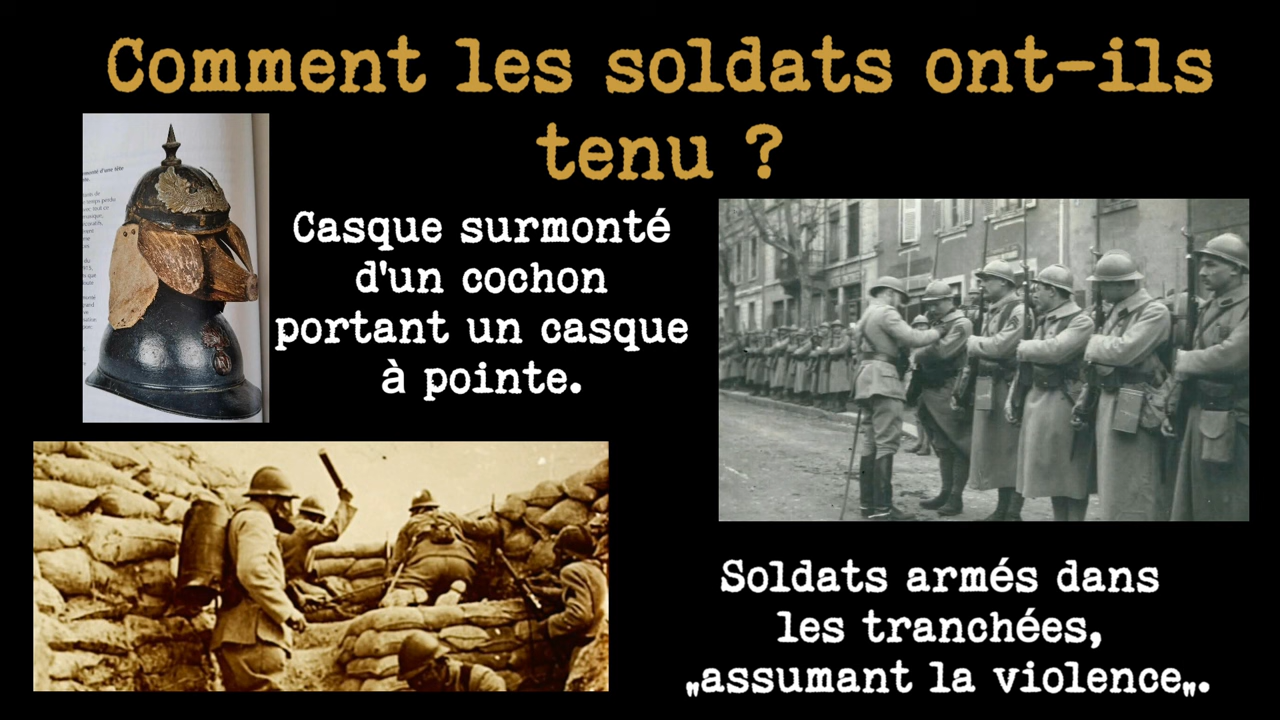 Comment les soldats ont-ils
tenu ?
Casque surmonté
d'un cochon
portant un casque
à pointe.
Soldats armés dans
les tranchées,
„assumant la violence„.